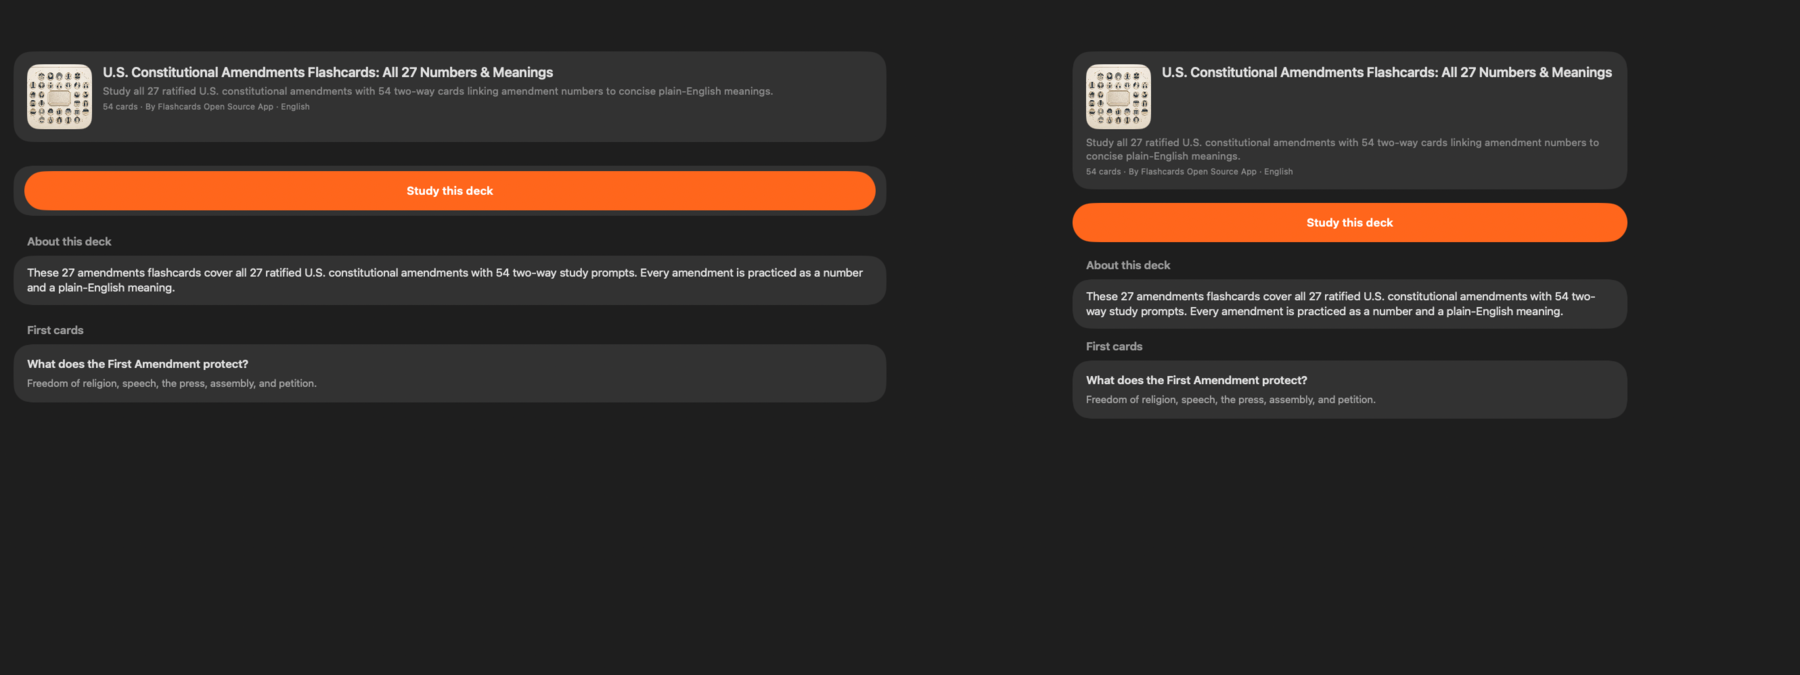 U.S. Constitutional Amendments Flashcards: All 27 Numbers & Meanings
Study all 27 ratified U.S. constitutional amendments with 54 two-way cards linking amendment numbers to concise plain-English meanings.
54 cards · By Flashcards Open Source App · English
Study this deck
About this deck
These 27 amendments flashcards cover all 27 ratified U.S. constitutional amendments with 54 two-way study prompts. Every amendment is practiced as a number
and a plain-English meaning.
First cards
What does the First Amendment protect?
Freedom of religion, speech, the press, assembly, and petition.
U.S. Constitutional Amendments Flashcards: All 27 Numbers & Meanings
Study all 27 ratified U.S. constitutional amendments with 54 two-way cards linking amendment numbers to
concise plain-English meanings.
54 cards · By Flashcards Open Source App · English
Study this deck
About this deck
These 27 amendments flashcards cover all 27 ratified U.S. constitutional amendments with 54 two-
way study prompts. Every amendment is practiced as a number and a plain-English meaning.
First cards
What does the First Amendment protect?
Freedom of religion, speech, the press, assembly, and petition.